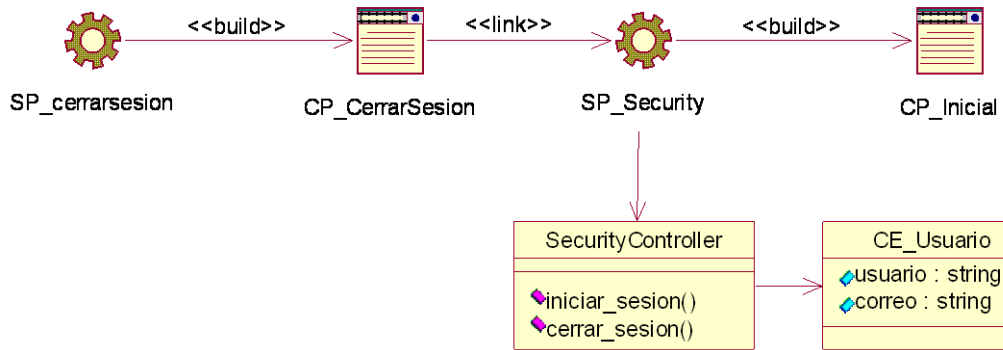 <<build>>
<<link>>
<<build>>
SP_cerrarsesion
CP_CerrarSesion
SP_Security
CP_Inicial
SecurityController
iniciar_sesion()
cerrar_sesion()
CE_Usuario
usuario : string
correo : string